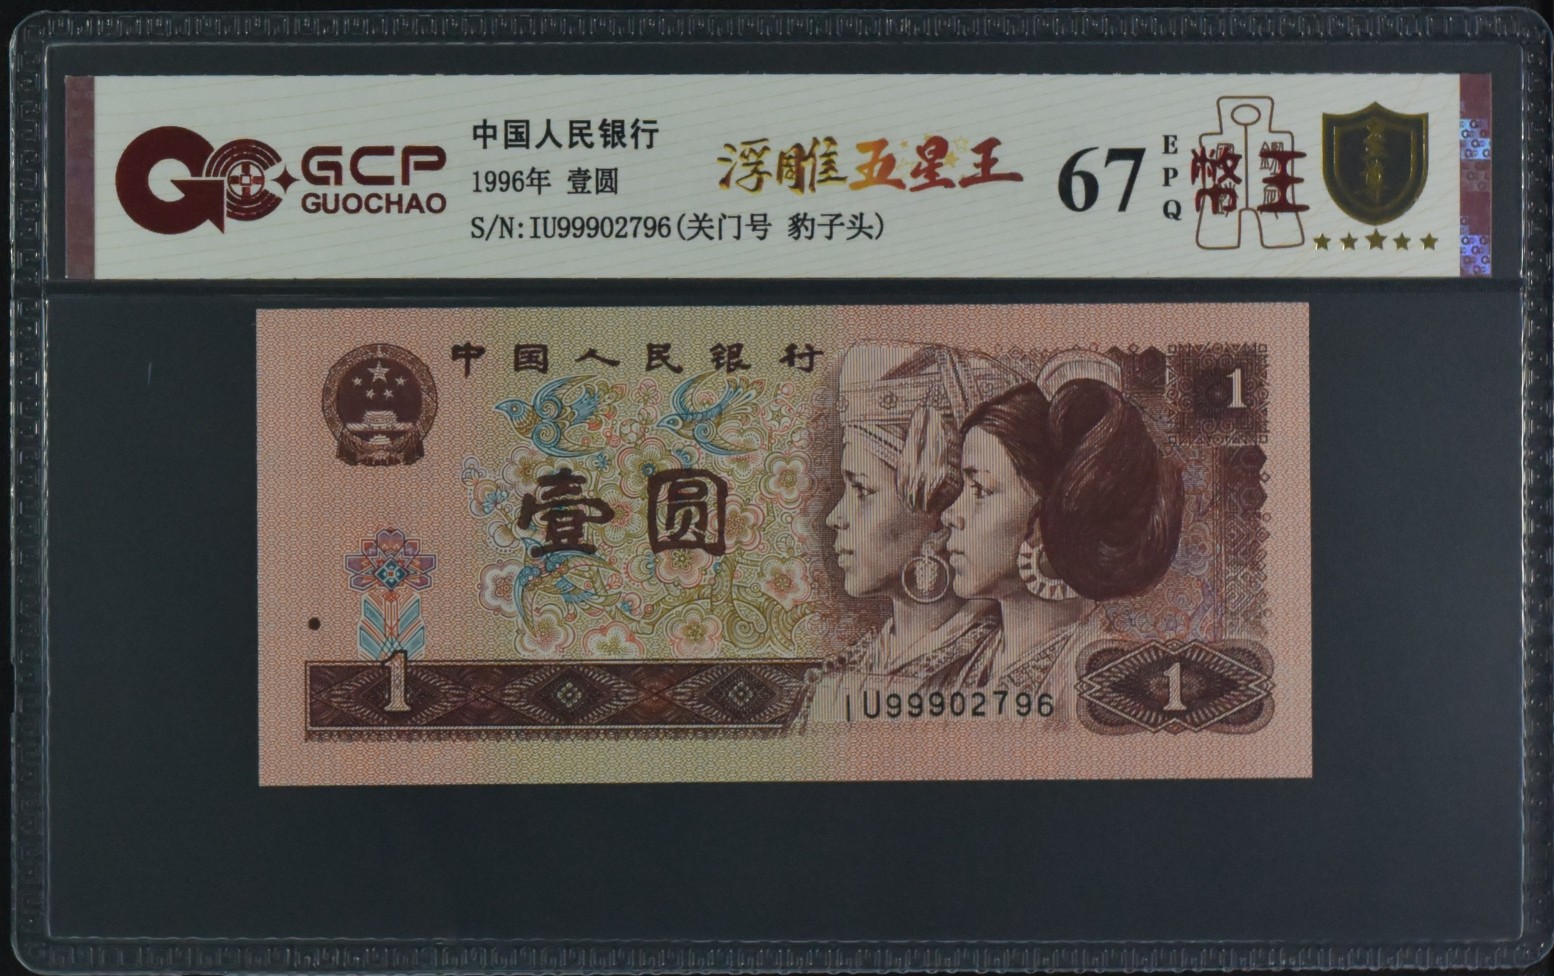 GCP
GUOCHAO
中国人民银行
1996年 壹圆
S/N:IU99902796(关门号 豹子头)
浮雕五星王
67
EPQ
中国人民银行
1
壹圆
1
IU99902796
1